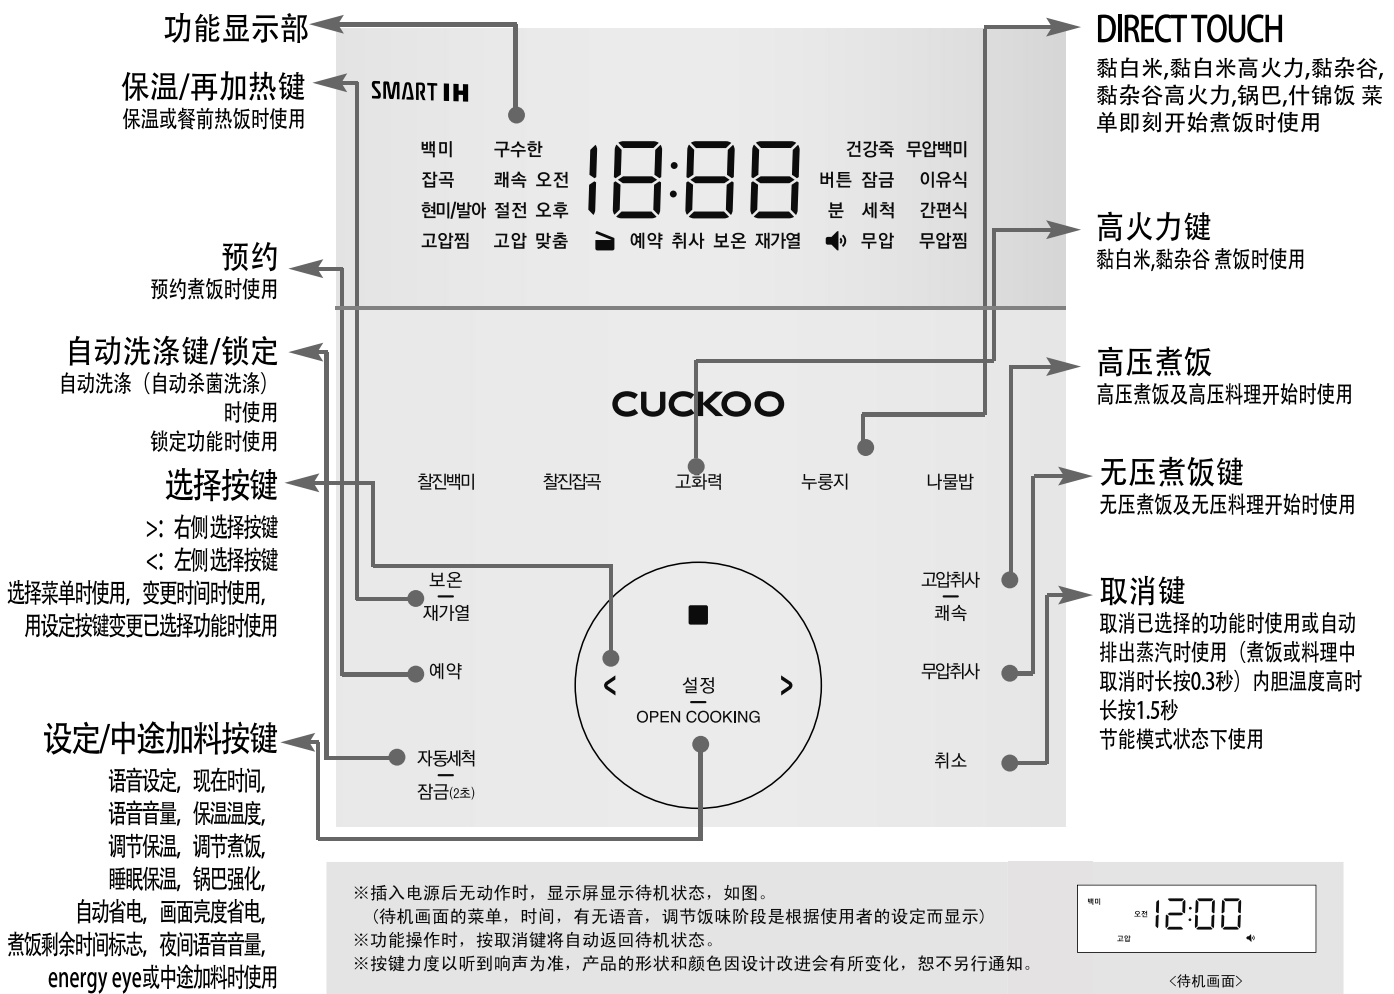 功能显示部
保温/再加热键
保温或餐前热饭时使用
预约
预约煮饭时使用
自动洗涤键/锁定
自动洗涤（自动杀菌洗涤）
时使用
锁定功能时使用
选择按键
>：右侧选择按键
<：左侧选择按键
选择菜单时使用，变更时间时使用，
用设定按键变更已选择功能时使用
设定/中途加料按键
语音设定，现在时间，
语音音量，保温温度，
调节保温，调节煮饭，
睡眠保温，锅巴强化，
自动省电，画面亮度省电，
煮饭剩余时间标志，夜间语音音量，
energy eye或中途加料时使用
SMART IH
백미 구수한 18:88 건강죽 무압백미
잡곡 쾌속 오전 버튼 잠금 이유식
현미/발아 절전 오후 분 세척 간편식
고압찜 고압 맞춤 예약 취사 보온 재가열 무압 무압찜
CUCKOO
찰진백미 찰진잡곡 고화력 누룽지 나물밥
보온
재가열
예약
자동세척
잠금(2초)
< 설정 >
OPEN COOKING
고압취사
쾌속
무압취사
취소
DIRECT TOUCH
黏白米,黏白米高火力,黏杂谷,
黏杂谷高火力,锅巴,什锦饭 菜
单即刻开始煮饭时使用
高火力键
黏白米,黏杂谷 煮饭时使用
高压煮饭
高压煮饭及高压料理开始时使用
无压煮饭键
无压煮饭及无压料理开始时使用
取消键
取消已选择的功能时使用或自动
排出蒸汽时使用（煮饭或料理中
取消时长按0.3秒）内胆温度高时
长按1.5秒
节能模式状态下使用
※插入电源后无动作时，显示屏显示待机状态，如图。
（待机画面的菜单，时间，有无语音，调节饭味阶段是根据使用者的设定而显示）
※功能操作时，按取消键将自动返回待机状态。
※按键力度以听到响声为准，产品的形状和颜色因设计改进会有所变化，恕不另行通知。
백미
오전 12:00
고압
<待机画面>